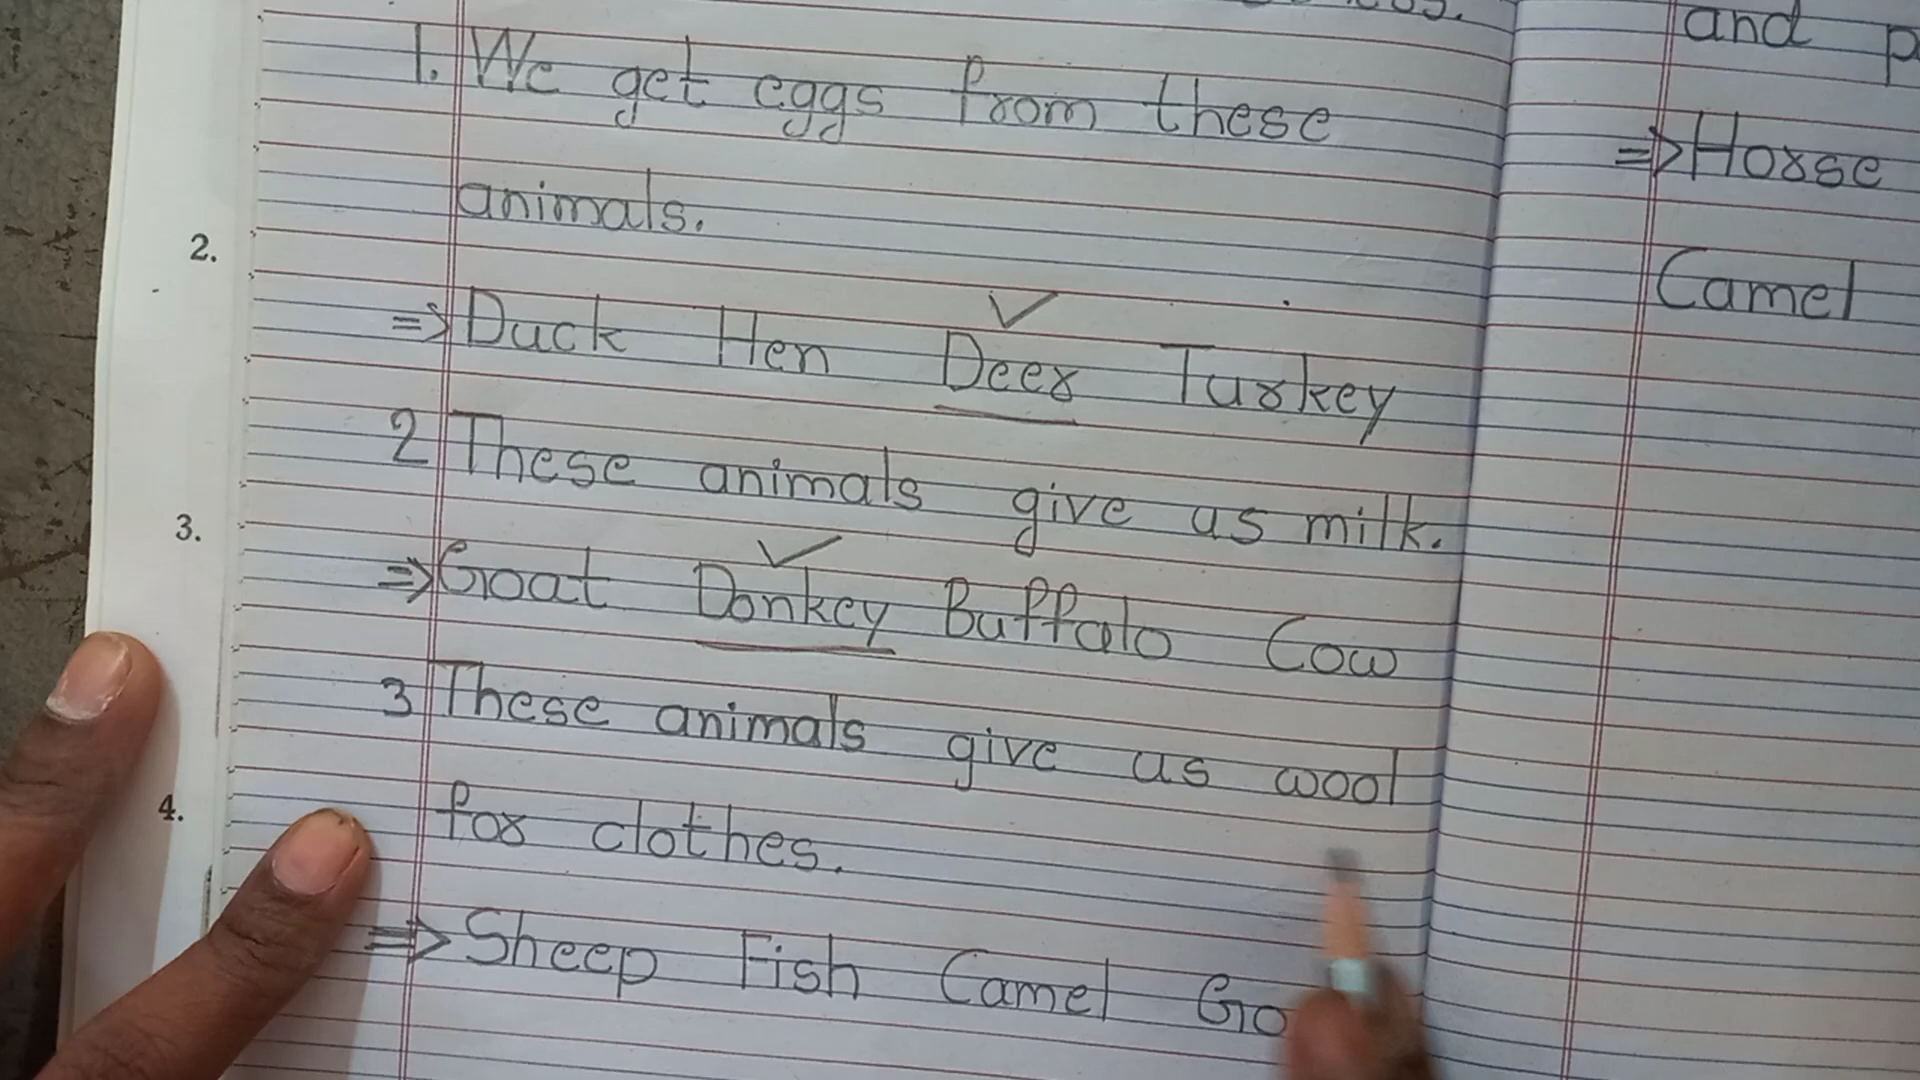 1. We get eggs from these
animals.
2.
⇒ Duck Hen Deer Turkey
2 These animals give us milk.
3.
⇒ Goat Donkey Buffalo Cow
3 These animals give us wool
4.
for clothes.
⇒ Sheep Fish Camel Go
and p
⇒ Horse
Camel